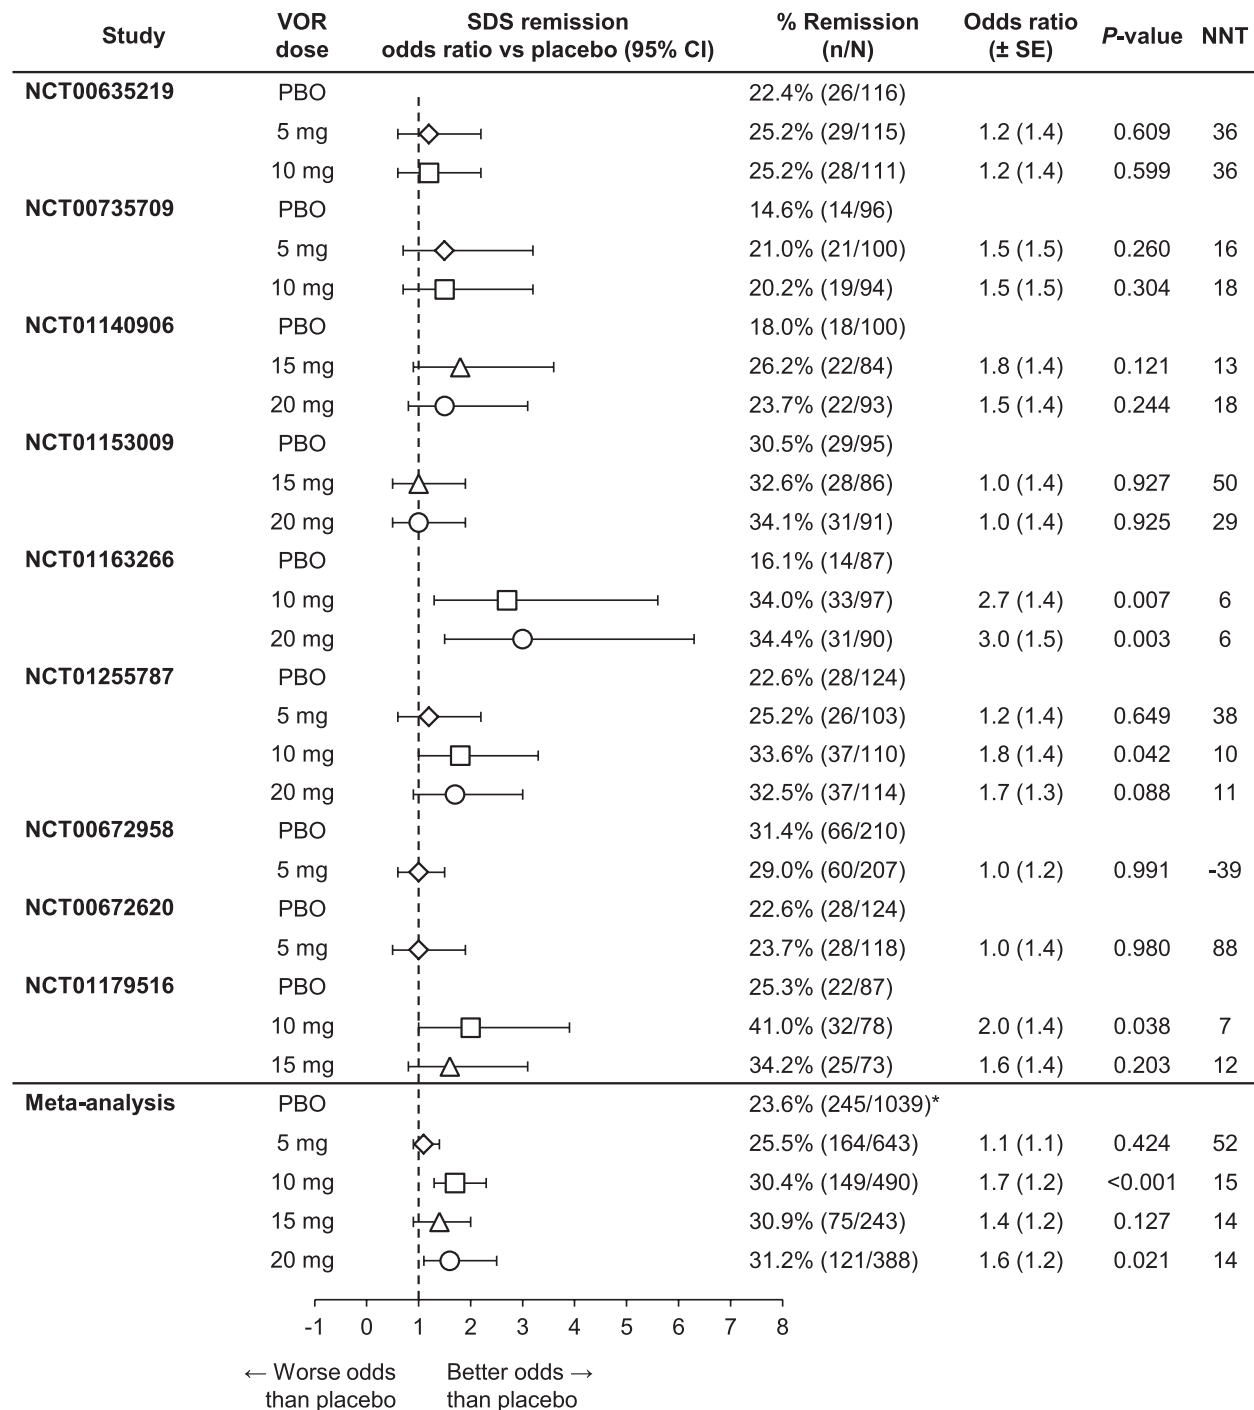 Study VOR dose SDS remission odds ratio vs placebo (95% CI) % Remission (n/N) Odds ratio (± SE) P-value NNT
NCT00635219 PBO 22.4% (26/116)
5 mg 25.2% (29/115) 1.2 (1.4) 0.609 36
10 mg 25.2% (28/111) 1.2 (1.4) 0.599 36
NCT00735709 PBO 14.6% (14/96)
5 mg 21.0% (21/100) 1.5 (1.5) 0.260 16
10 mg 20.2% (19/94) 1.5 (1.5) 0.304 18
NCT01140906 PBO 18.0% (18/100)
15 mg 26.2% (22/84) 1.8 (1.4) 0.121 13
20 mg 23.7% (22/93) 1.5 (1.4) 0.244 18
NCT01153009 PBO 30.5% (29/95)
15 mg 32.6% (28/86) 1.0 (1.4) 0.927 50
20 mg 34.1% (31/91) 1.0 (1.4) 0.925 29
NCT01163266 PBO 16.1% (14/87)
10 mg 34.0% (33/97) 2.7 (1.4) 0.007 6
20 mg 34.4% (31/90) 3.0 (1.5) 0.003 6
NCT01255787 PBO 22.6% (28/124)
5 mg 25.2% (26/103) 1.2 (1.4) 0.649 38
10 mg 33.6% (37/110) 1.8 (1.4) 0.042 10
20 mg 32.5% (37/114) 1.7 (1.3) 0.088 11
NCT00672958 PBO 31.4% (66/210)
5 mg 29.0% (60/207) 1.0 (1.2) 0.991 -39
NCT00672620 PBO 22.6% (28/124)
5 mg 23.7% (28/118) 1.0 (1.4) 0.980 88
NCT01179516 PBO 25.3% (22/87)
10 mg 41.0% (32/78) 2.0 (1.4) 0.038 7
15 mg 34.2% (25/73) 1.6 (1.4) 0.203 12
Meta-analysis PBO 23.6% (245/1039)*
5 mg 25.5% (164/643) 1.1 (1.1) 0.424 52
10 mg 30.4% (149/490) 1.7 (1.2) <0.001 15
15 mg 30.9% (75/243) 1.4 (1.2) 0.127 14
20 mg 31.2% (121/388) 1.6 (1.2) 0.021 14
-1 0 1 2 3 4 5 6 7 8
← Worse odds than placebo Better odds → than placebo